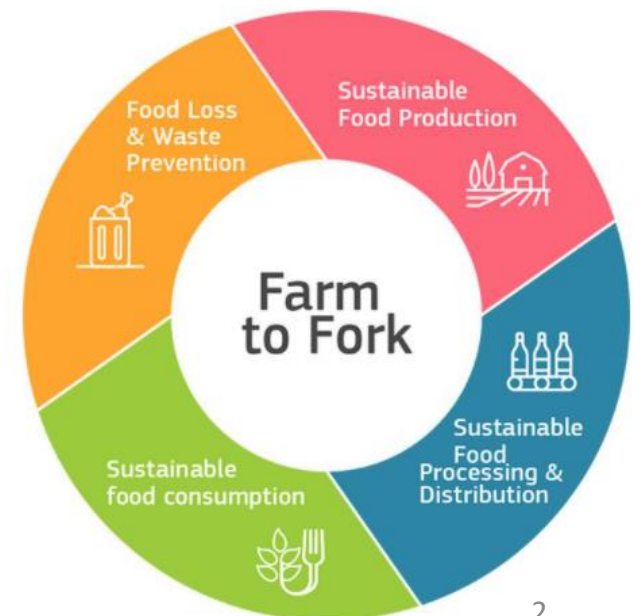 Food Loss
& Waste
Prevention
Sustainable
Food Production
Farm
to Fork
Sustainable
Food
Processing &
Distribution
Sustainable
food consumption
2